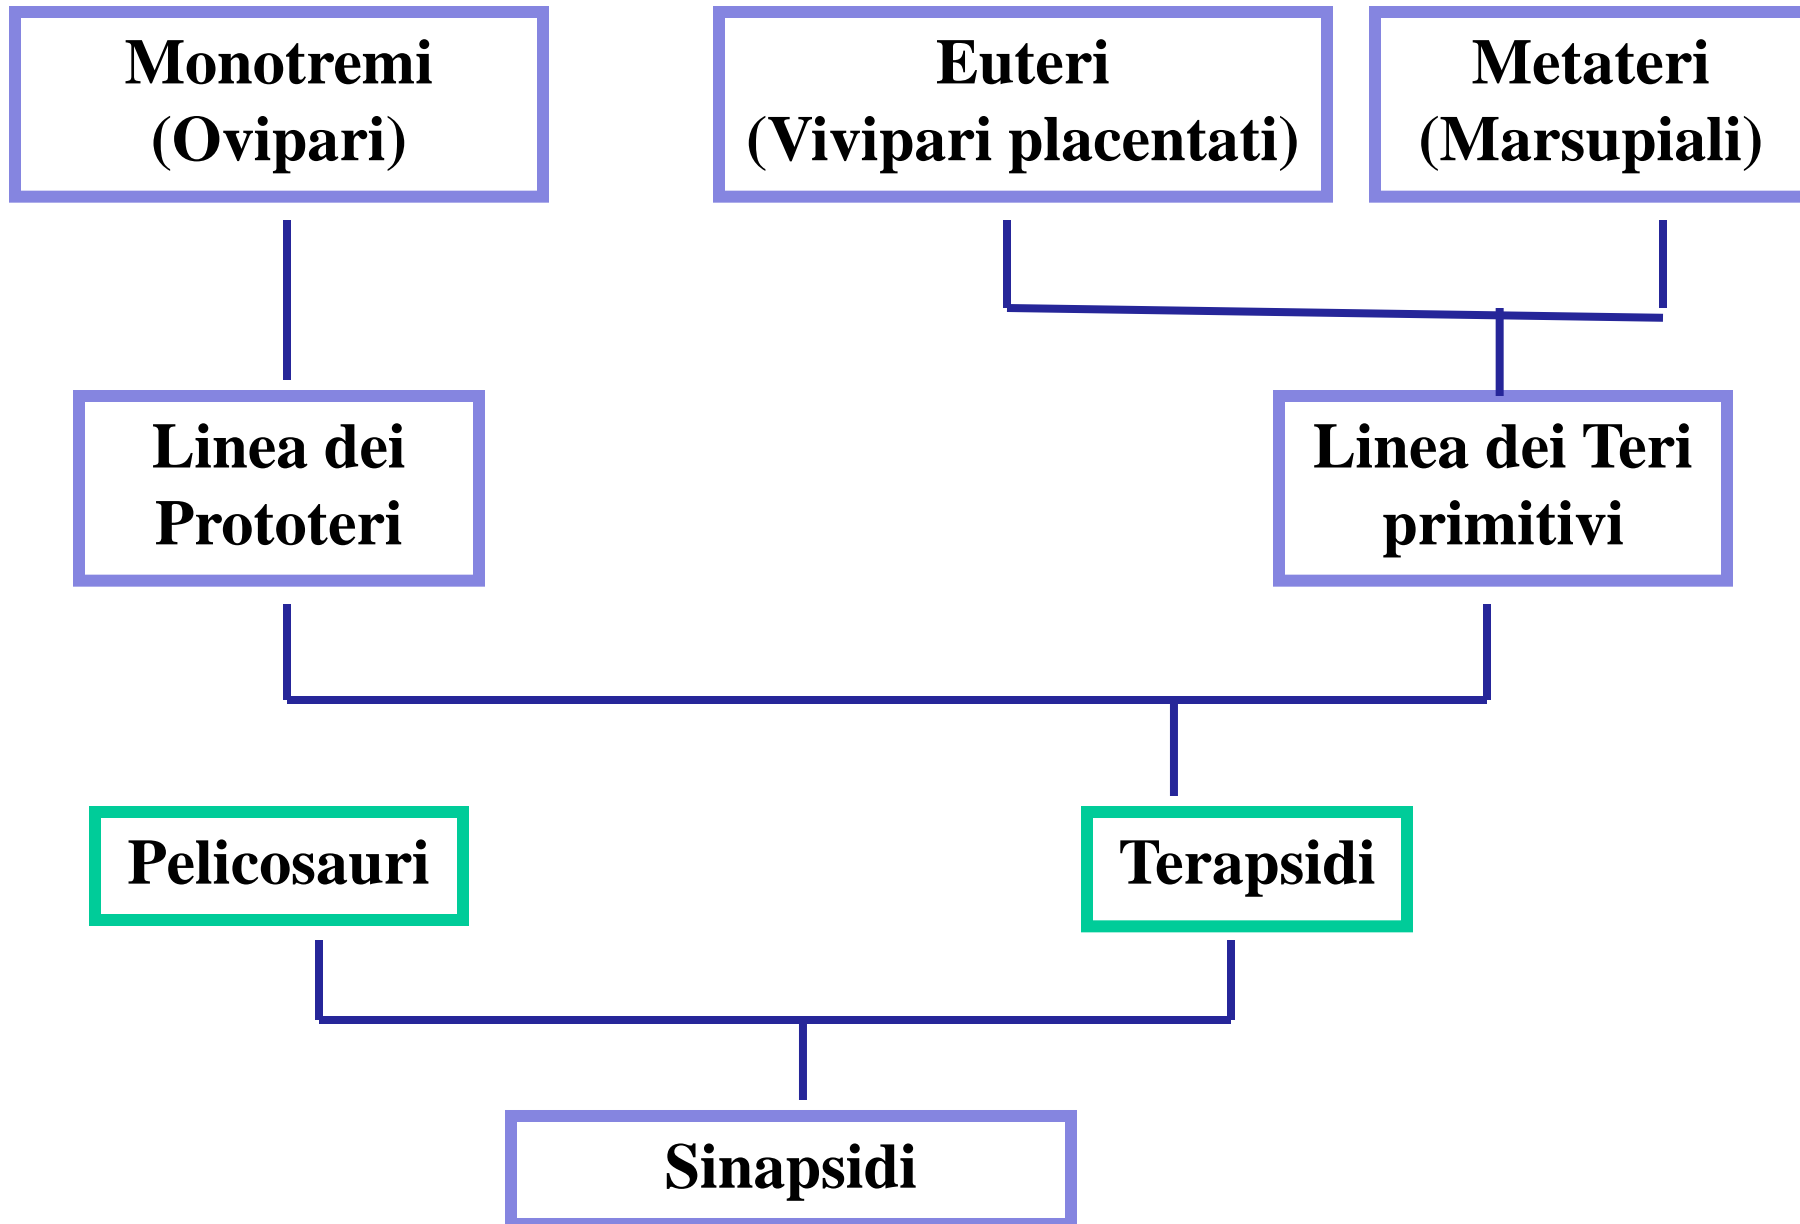 Monotremi
(Ovipari)
Euteri
(Vivipari placentati)
Metateri
(Marsupiali)
Linea dei
Prototeri
Linea dei Teri
primitivi
Pelicosauri
Terapsidi
Sinapsidi